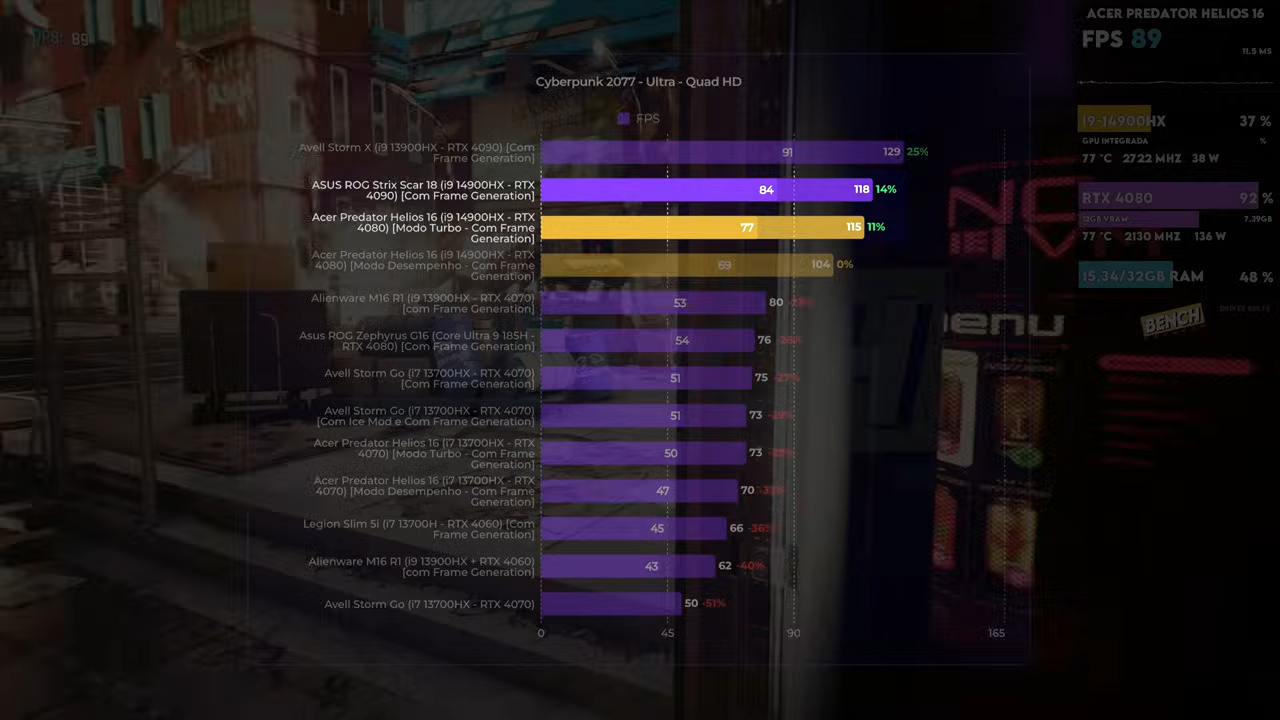 FPS: 89
ACER PREDATOR HELIOS 16
FPS 89
11,5 MS
Cyberpunk 2077 - Ultra - Quad HD
FPS
Avell Storm X (i9 13900HX - RTX 4090) [Com
Frame Generation]
91 129 25%
ASUS ROG Strix Scar 18 (i9 14900HX - RTX
4090) [Com Frame Generation]
84 118 14%
Acer Predator Helios 16 (i9 14900HX - RTX
4080) [Modo Turbo - Com Frame
Generation]
77 115 11%
Acer Predator Helios 16 (i9 14900HX - RTX
4080) [Modo Desempenho - Com Frame
Generation]
69 104 0%
Alienware M16 R1 (i9 13900HX - RTX 4070)
[com Frame Generation]
53 80
Asus ROG Zephyrus G16 (Core Ultra 9 185H -
RTX 4080) [Com Frame Generation]
54 76 -26%
Avell Storm Go (i7 13700HX - RTX 4070)
[Com Frame Generation]
51 75 -27%
Avell Storm Go (i7 13700HX - RTX 4070)
[Com Ice Mod e Com Frame Generation]
51 73 -29%
Acer Predator Helios 16 (i7 13700HX - RTX
4070) [Modo Turbo - Com Frame
Generation]
50 73
Acer Predator Helios 16 (i7 13700HX - RTX
4070) [Modo Desempenho - Com Frame
Generation]
47 70
Legion Slim 5i (i7 13700H - RTX 4060) [Com
Frame Generation]
45 66 -36%
Alienware M16 R1 (i9 13900HX + RTX 4060)
[com Frame Generation]
43 62 -40%
Avell Storm Go (i7 13700HX - RTX 4070)
50 -51%
0 45 90 165
I9-14900HX 37 %
GPU INTEGRADA %
77 °C 2722 MHZ 38 W
RTX 4080 92 %
12GB VRAM 7.39GB
77 °C 2130 MHZ 136 W
15.34/32GB RAM 48 %
BENCH
enu